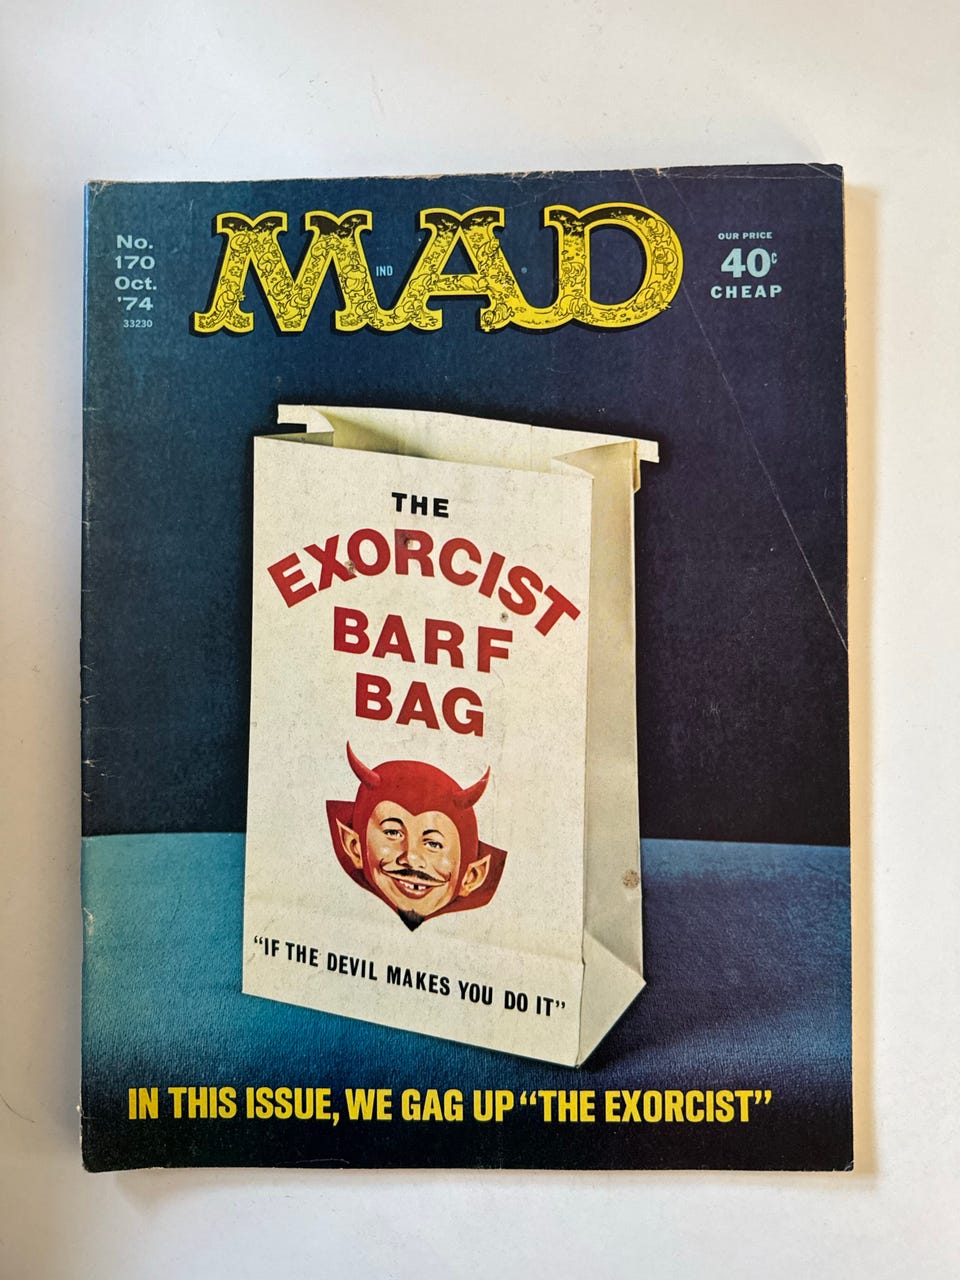 MAD
IND
No.
170
Oct.
'74
33230
OUR PRICE
40¢
CHEAP
THE
EXORCIST
BARF
BAG
"IF THE DEVIL MAKES YOU DO IT"
IN THIS ISSUE, WE GAG UP "THE EXORCIST"